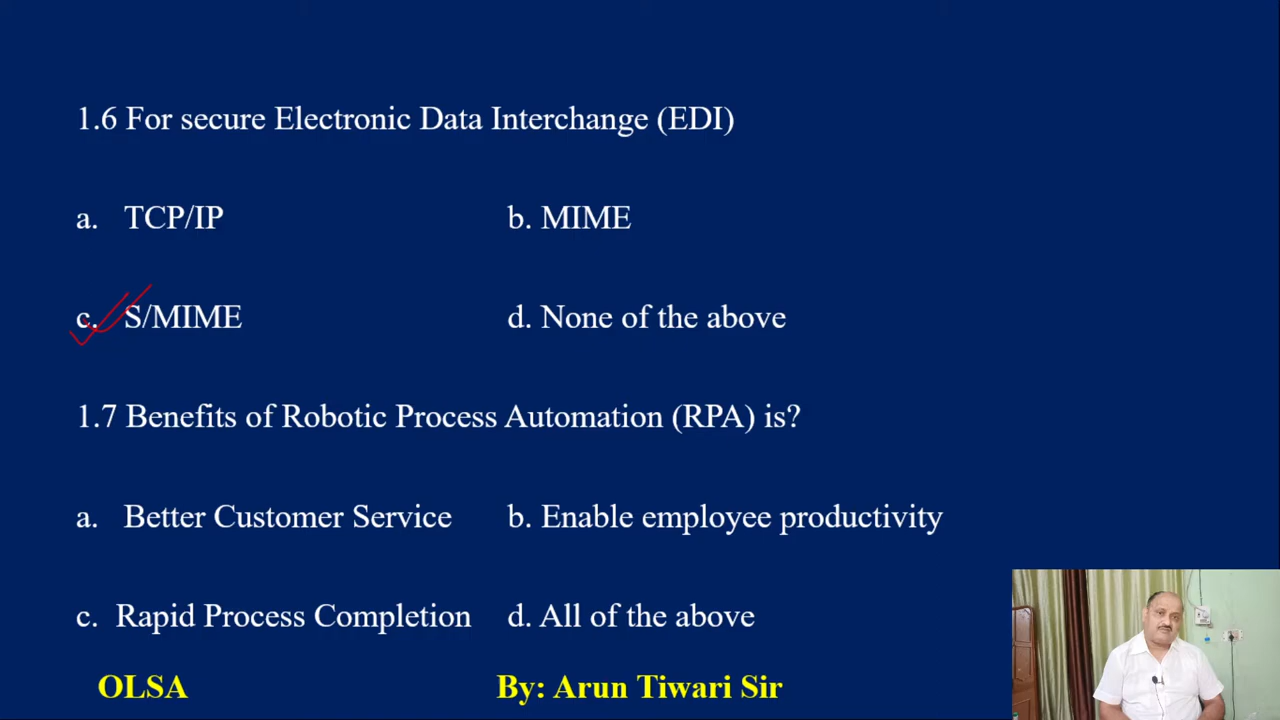 1.6 For secure Electronic Data Interchange (EDI)
a. TCP/IP b. MIME
c. S/MIME d. None of the above
1.7 Benefits of Robotic Process Automation (RPA) is?
a. Better Customer Service b. Enable employee productivity
c. Rapid Process Completion d. All of the above
OLSA By: Arun Tiwari Sir